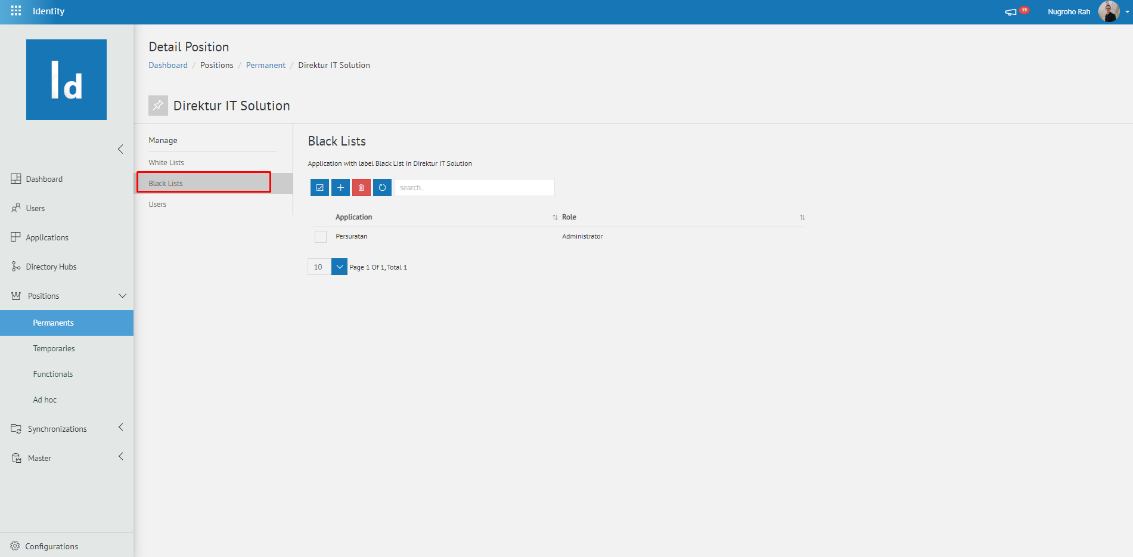 Identity
Nugroho Rah
Id
Detail Position
Dashboard / Positions / Permanent / Direktur IT Solution
Direktur IT Solution
Dashboard
Users
Applications
Directory Hubs
Positions
Permanents
Temporaries
Functionals
Ad hoc
Synchronizations
Master
Configurations
Manage
White Lists
Black Lists
Users
Black Lists
Application with label Black List in Direktur IT Solution
search..
Application Role
Persuratan Administrator
10 Page 1 Of 1, Total 1